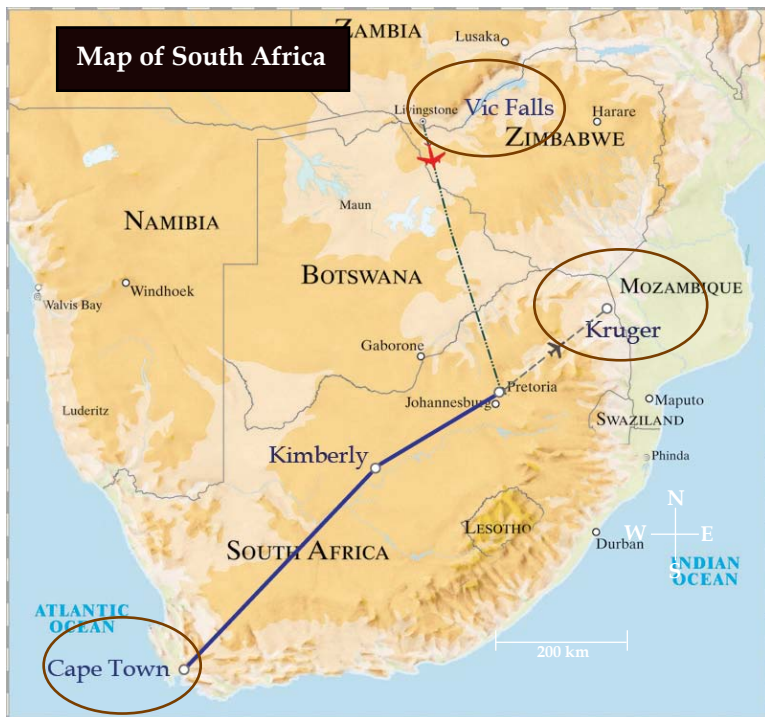 ZAMBIA
Lusaka
Map of South Africa
Livingstone
Vic Falls
Harare
ZIMBABWE
Maun
NAMIBIA
BOTSWANA
MOZAMBIQUE
Windhoek
Walvis Bay
Kruger
Gaborone
Pretoria
Johannesburg
Maputo
Luderitz
SWAZILAND
Kimberly
Phinda
N
LESOTHO
W
E
Durban
SOUTH AFRICA
INDIAN
OCEAN
S
ATLANTIC
OCEAN
200 km
Cape Town